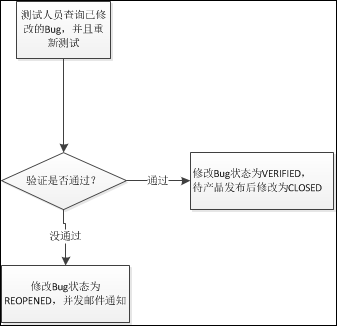 测试人员查询已修
改的Bug，并且重
新测试
验证是否通过？
通过
修改Bug状态为VERIFIED，
待产品发布后修改为CLOSED
没通过
修改Bug状态为
REOPENED，并发邮件通知